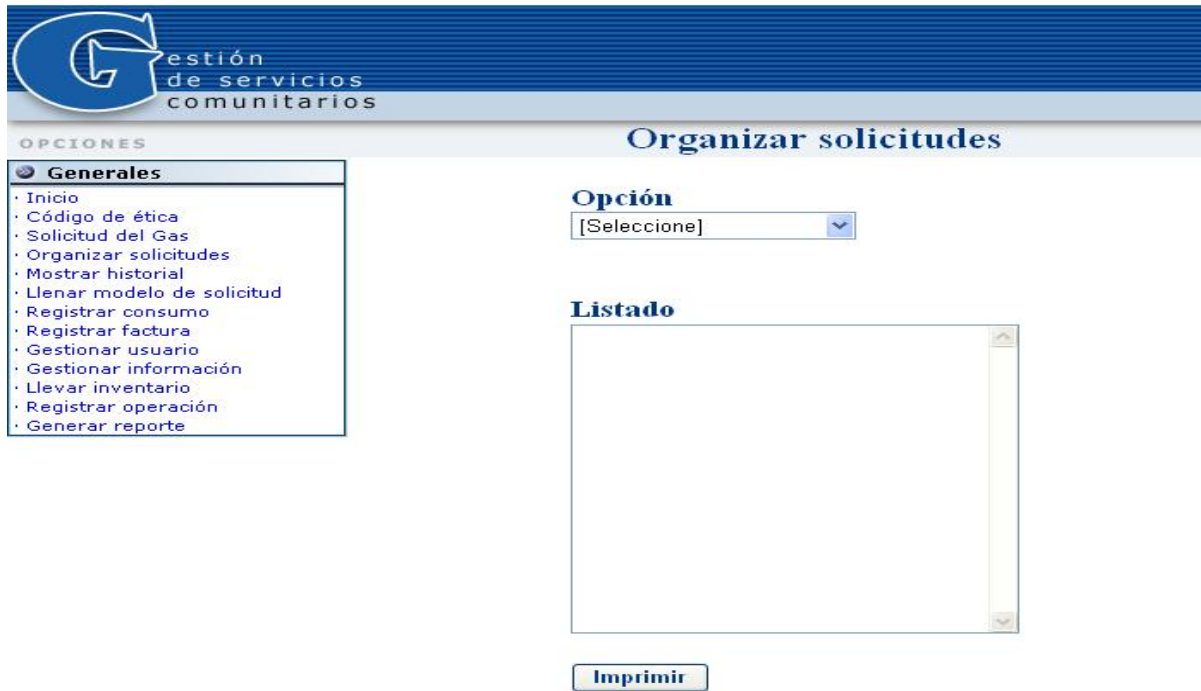 Gestión
de servicios
comunitarios
OPCIONES
Organizar solicitudes
Generales
· Inicio
· Código de ética
· Solicitud del Gas
· Organizar solicitudes
· Mostrar historial
· Llenar modelo de solicitud
· Registrar consumo
· Registrar factura
· Gestionar usuario
· Gestionar información
· Llevar inventario
· Registrar operación
· Generar reporte
Opción
[Seleccione]
Listado
Imprimir